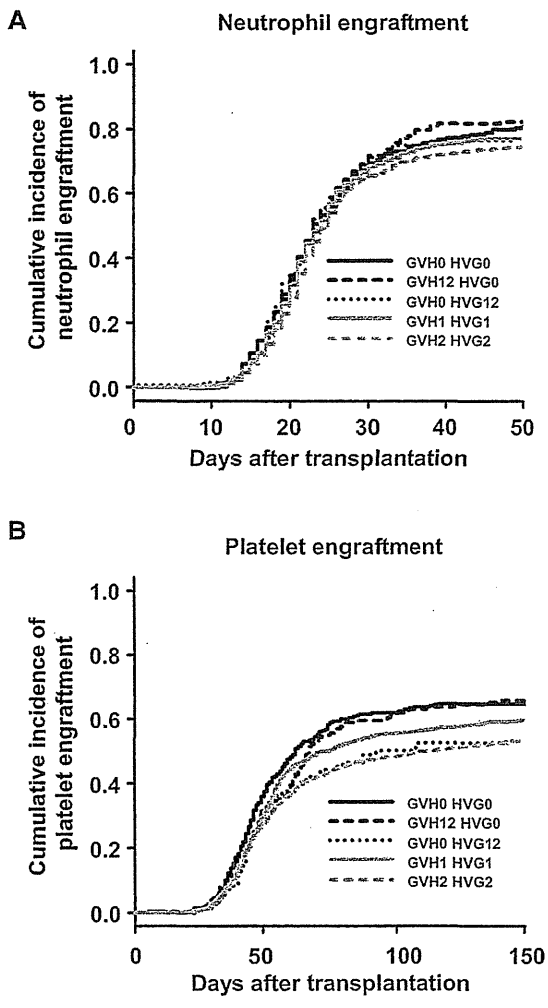 A
Neutrophil engraftment
Cumulative incidence of
neutrophil engraftment
1.0
0.8
0.6
0.4
0.2
0.0
GVH0 HVG0
GVH12 HVG0
GVH0 HVG12
GVH1 HVG1
GVH2 HVG2
0 10 20 30 40 50
Days after transplantation
B
Platelet engraftment
Cumulative incidence of
platelet engraftment
1.0
0.8
0.6
0.4
0.2
0.0
GVH0 HVG0
GVH12 HVG0
GVH0 HVG12
GVH1 HVG1
GVH2 HVG2
0 50 100 150
Days after transplantation